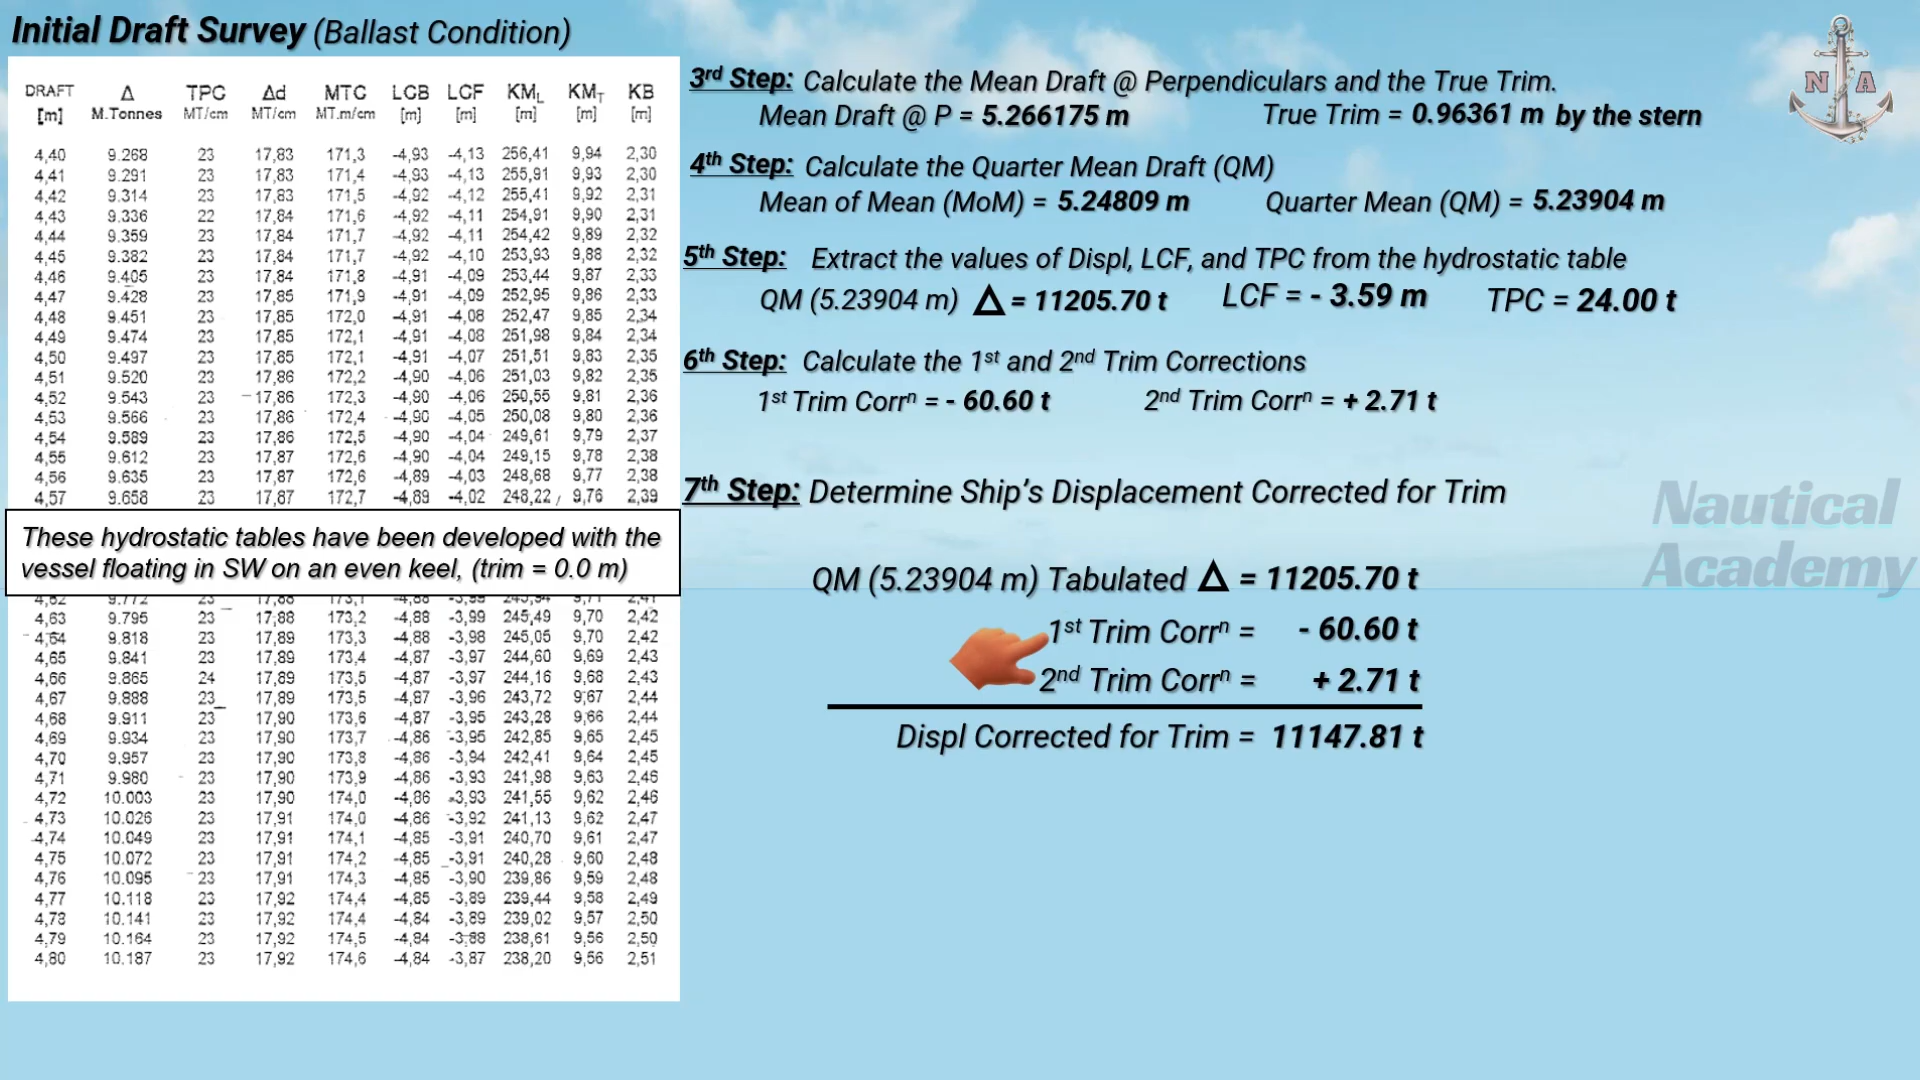 Initial Draft Survey (Ballast Condition)
DRAFT Δ TPC Δd MTC LCB LCF KML KMT KB
[m] M.Tonnes MT/cm MT/cm MT.m/cm [m] [m] [m] [m] [m]
4,40 9.268 23 17,83 171,3 -4,93 -4,13 256,41 9,94 2,30
4,41 9.291 23 17,83 171,4 -4,93 -4,13 255,91 9,93 2,30
4,42 9.314 23 17,83 171,5 -4,92 -4,12 255,41 9,92 2,31
4,43 9.336 22 17,84 171,6 -4,92 -4,11 254,91 9,90 2,31
4,44 9.359 23 17,84 171,7 -4,92 -4,11 254,42 9,89 2,32
4,45 9.382 23 17,84 171,7 -4,92 -4,10 253,93 9,88 2,32
4,46 9.405 23 17,84 171,8 -4,91 -4,09 253,44 9,87 2,33
4,47 9.428 23 17,85 171,9 -4,91 -4,09 252,95 9,86 2,33
4,48 9.451 23 17,85 172,0 -4,91 -4,08 252,47 9,85 2,34
4,49 9.474 23 17,85 172,1 -4,91 -4,08 251,98 9,84 2,34
4,50 9.497 23 17,85 172,1 -4,91 -4,07 251,51 9,83 2,35
4,51 9.520 23 17,86 172,2 -4,90 -4,06 251,03 9,82 2,35
4,52 9.543 23 17,86 172,3 -4,90 -4,06 250,55 9,81 2,36
4,53 9.566 23 17,86 172,4 -4,90 -4,05 250,08 9,80 2,36
4,54 9.589 23 17,86 172,5 -4,90 -4,04 249,61 9,79 2,37
4,55 9.612 23 17,87 172,6 -4,90 -4,04 249,15 9,78 2,38
4,56 9.635 23 17,87 172,6 -4,89 -4,03 248,68 9,77 2,38
4,57 9.658 23 17,87 172,7 -4,89 -4,02 248,22 9,76 2,39
These hydrostatic tables have been developed with the
vessel floating in SW on an even keel, (trim = 0.0 m)
4,63 9.795 23 17,88 173,2 -4,88 -3,99 245,49 9,70 2,42
4,64 9.818 23 17,89 173,3 -4,88 -3,98 245,05 9,70 2,42
4,65 9.841 23 17,89 173,4 -4,87 -3,97 244,60 9,69 2,43
4,66 9.865 24 17,89 173,5 -4,87 -3,97 244,16 9,68 2,43
4,67 9.888 23 17,89 173,5 -4,87 -3,96 243,72 9,67 2,44
4,68 9.911 23 17,90 173,6 -4,87 -3,95 243,28 9,66 2,44
4,69 9.934 23 17,90 173,7 -4,86 -3,95 242,85 9,65 2,45
4,70 9.957 23 17,90 173,8 -4,86 -3,94 242,41 9,64 2,45
4,71 9.980 23 17,90 173,9 -4,86 -3,93 241,98 9,63 2,46
4,72 10.003 23 17,90 174,0 -4,86 -3,93 241,55 9,62 2,46
4,73 10.026 23 17,91 174,0 -4,86 -3,92 241,13 9,62 2,47
4,74 10.049 23 17,91 174,1 -4,85 -3,91 240,70 9,61 2,47
4,75 10.072 23 17,91 174,2 -4,85 -3,91 240,28 9,60 2,48
4,76 10.095 23 17,91 174,3 -4,85 -3,90 239,86 9,59 2,48
4,77 10.118 23 17,92 174,4 -4,85 -3,89 239,44 9,58 2,49
4,78 10.141 23 17,92 174,4 -4,84 -3,89 239,02 9,57 2,50
4,79 10.164 23 17,92 174,5 -4,84 -3,88 238,61 9,56 2,50
4,80 10.187 23 17,92 174,6 -4,84 -3,87 238,20 9,56 2,51
3rd Step: Calculate the Mean Draft @ Perpendiculars and the True Trim.
Mean Draft @ P = 5.266175 m True Trim = 0.96361 m by the stern
4th Step: Calculate the Quarter Mean Draft (QM)
Mean of Mean (MoM) = 5.24809 m Quarter Mean (QM) = 5.23904 m
5th Step: Extract the values of Displ, LCF, and TPC from the hydrostatic table
QM (5.23904 m) Δ = 11205.70 t LCF = - 3.59 m TPC = 24.00 t
6th Step: Calculate the 1st and 2nd Trim Corrections
1st Trim Corrn = - 60.60 t 2nd Trim Corrn = + 2.71 t
7th Step: Determine Ship's Displacement Corrected for Trim
QM (5.23904 m) Tabulated Δ = 11205.70 t
1st Trim Corrn = - 60.60 t
2nd Trim Corrn = + 2.71 t
Displ Corrected for Trim = 11147.81 t
N A
Nautical
Academy